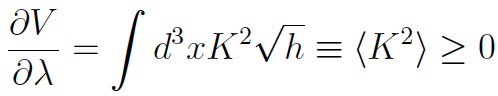 ∂V/∂λ = ∫ d³xK²√h ≡ ⟨K²⟩ ≥ 0